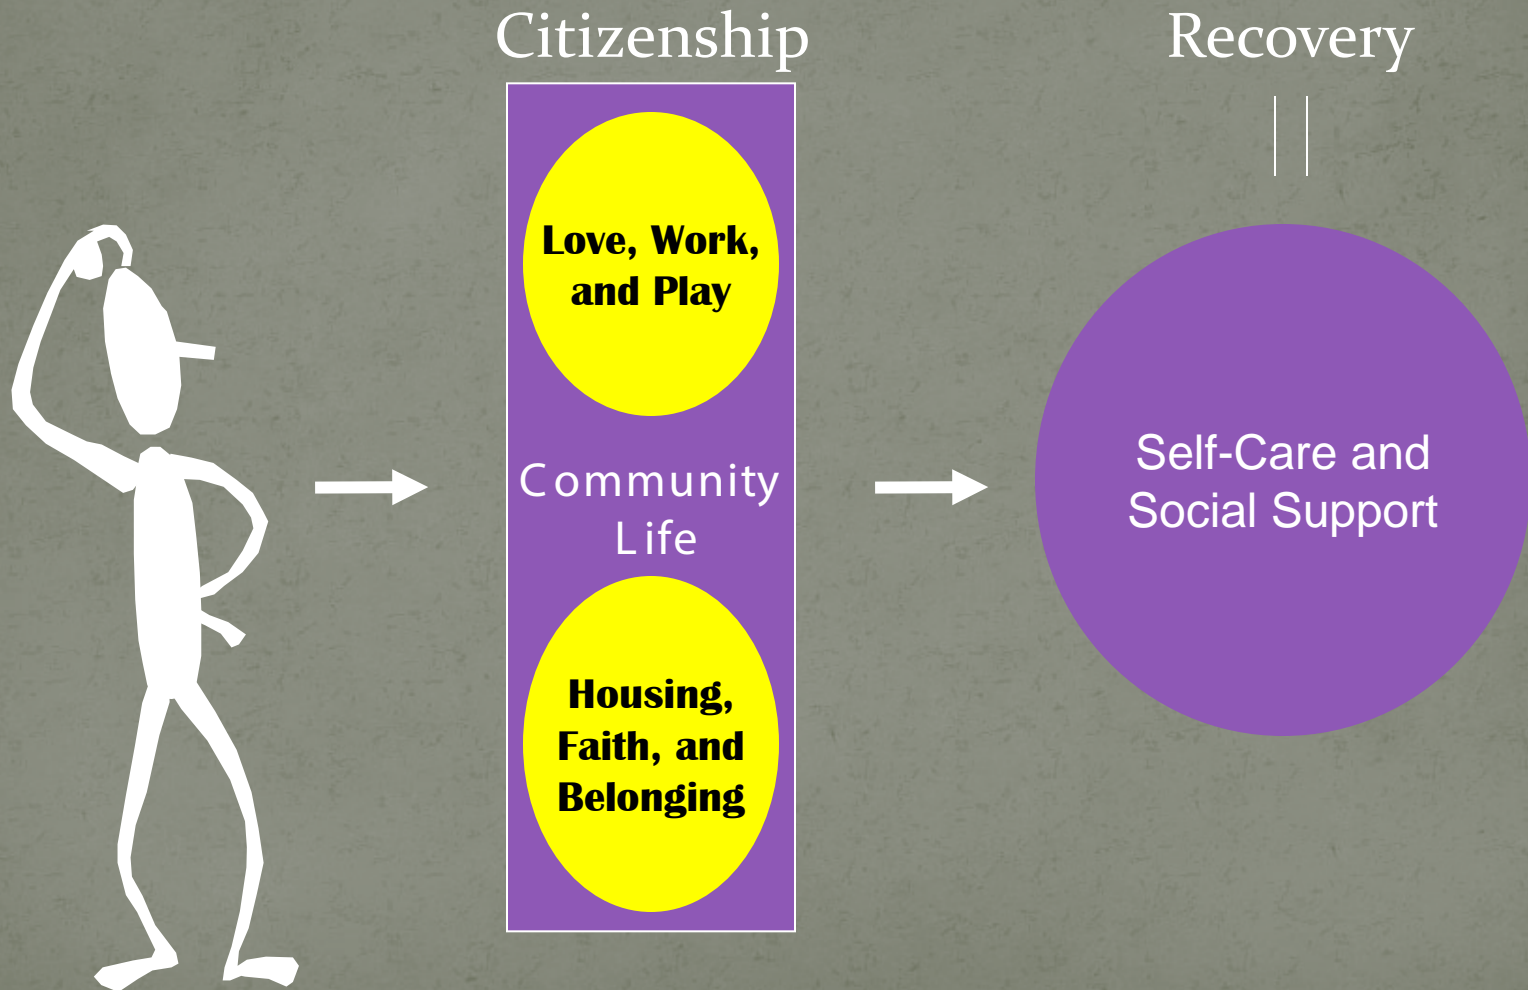 Citizenship
Love, Work,
and Play
Community
Life
Housing,
Faith, and
Belonging
Recovery
Self-Care and
Social Support